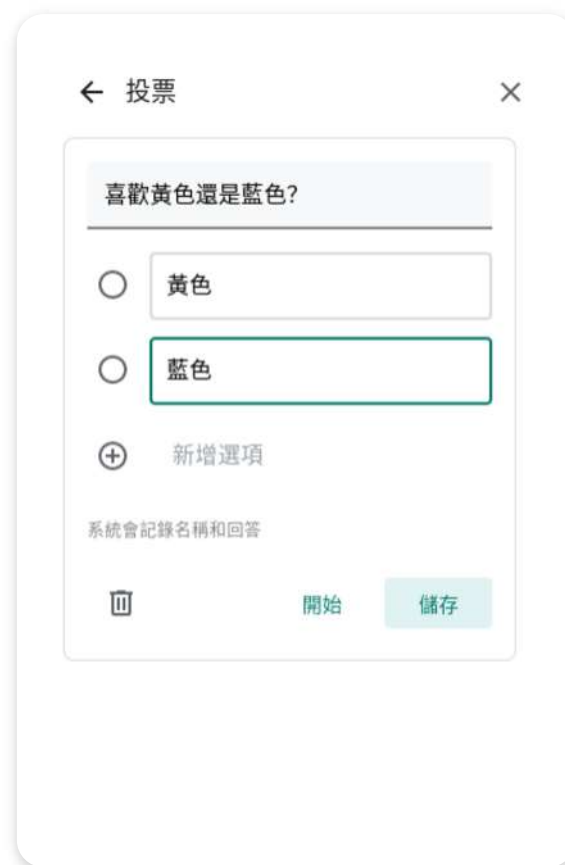 投票
喜歡黃色還是藍色?
黃色
藍色
新增選項
系統會記錄名稱和回答
開始
儲存